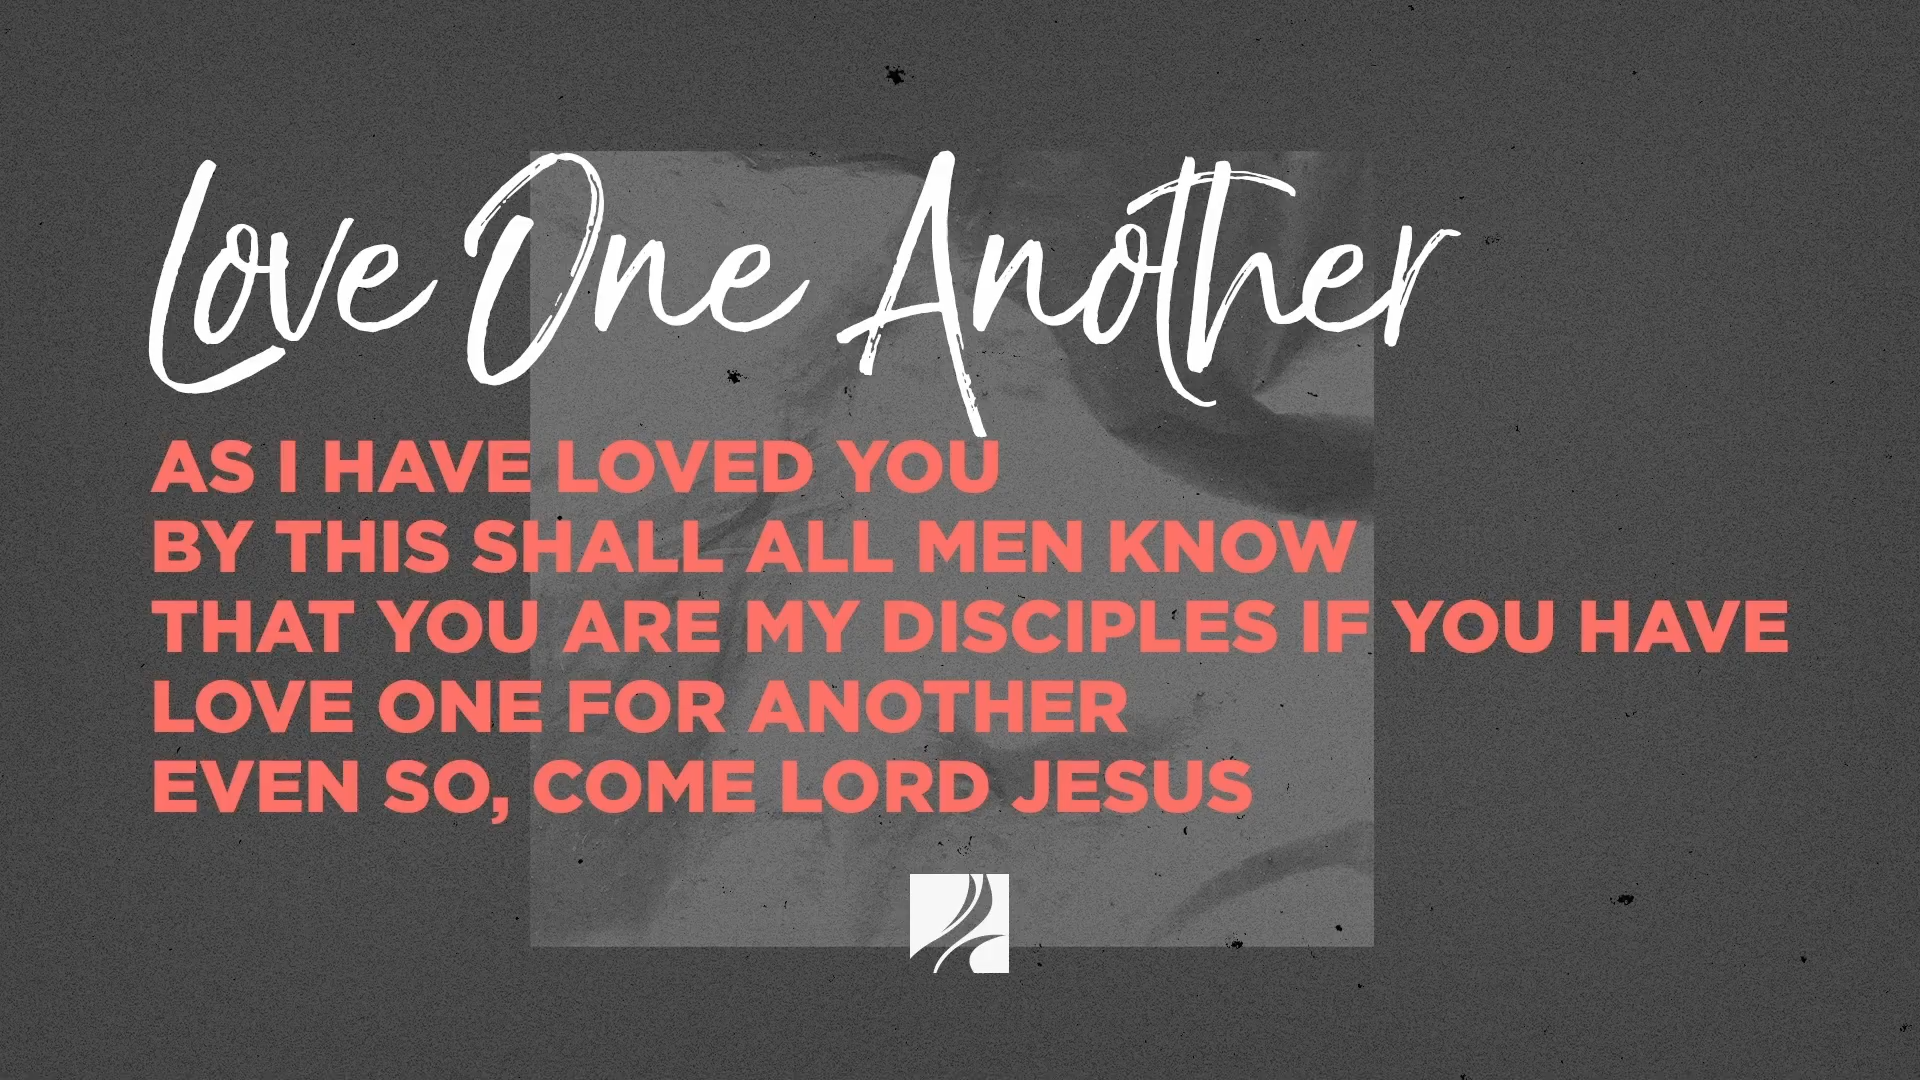 Love One Another
AS I HAVE LOVED YOU
BY THIS SHALL ALL MEN KNOW
THAT YOU ARE MY DISCIPLES IF YOU HAVE
LOVE ONE FOR ANOTHER
EVEN SO, COME LORD JESUS